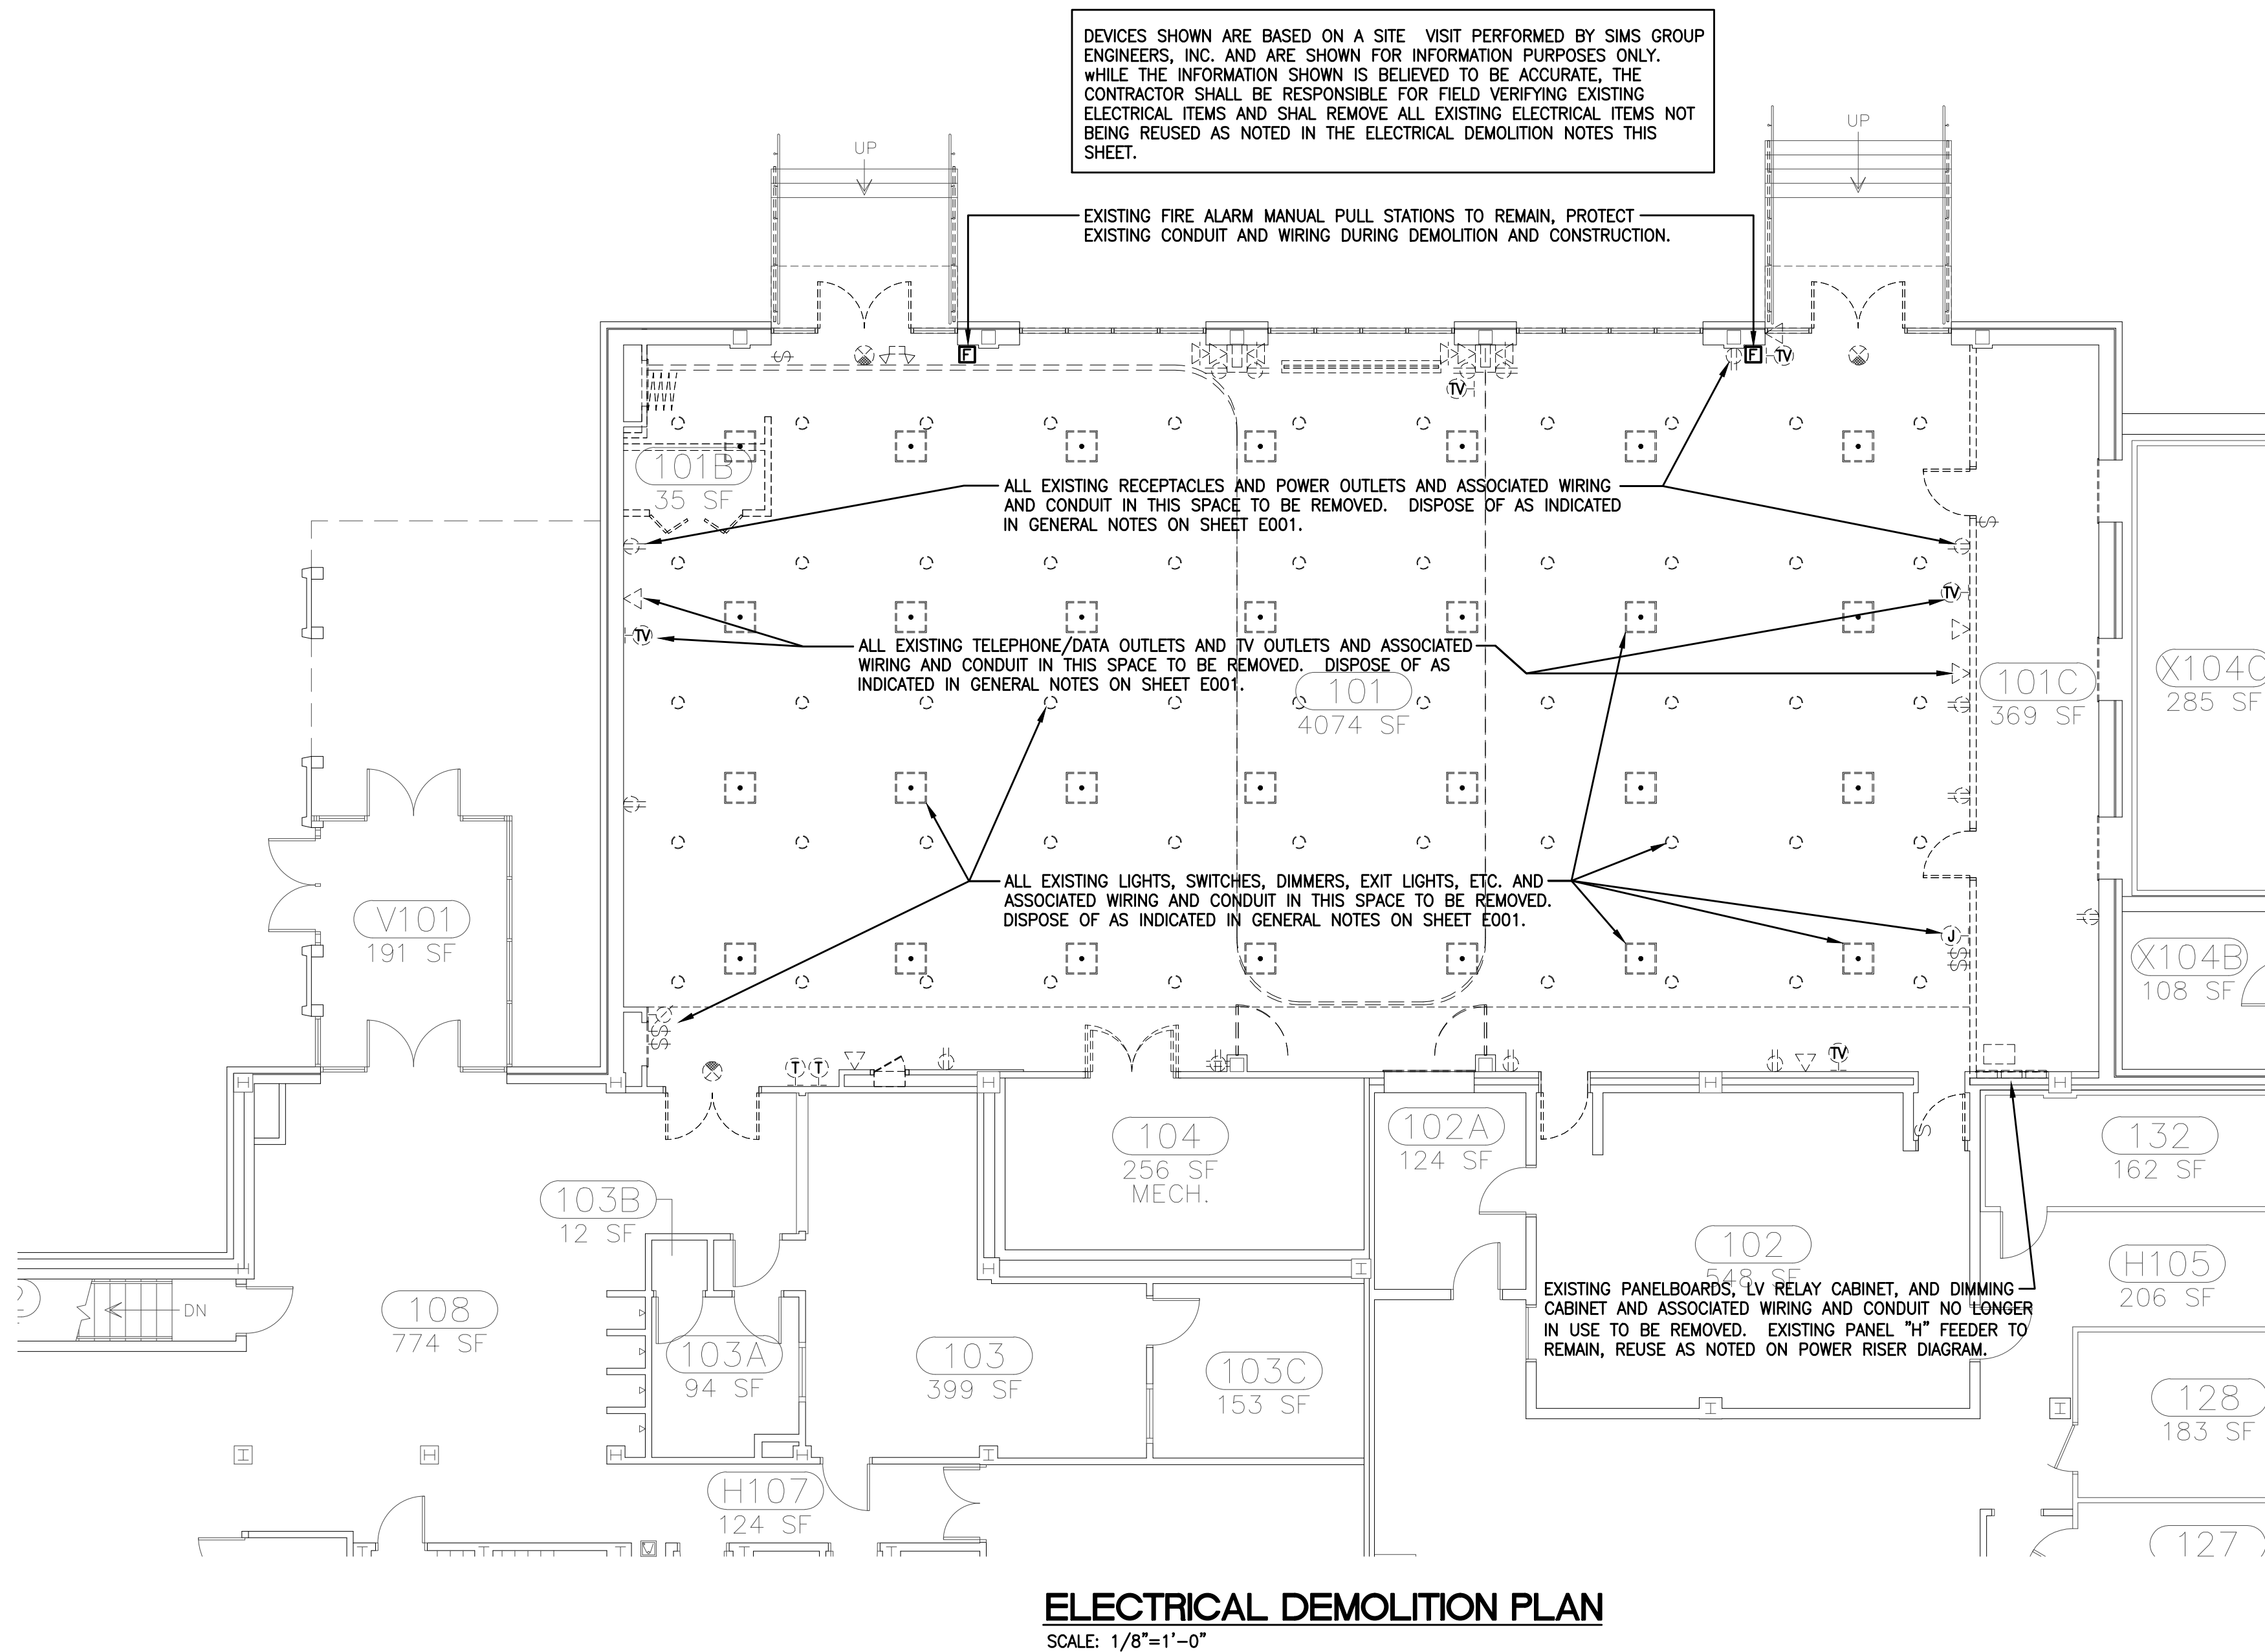 DEVICES SHOWN ARE BASED ON A SITE VISIT PERFORMED BY SIMS GROUP
ENGINEERS, INC. AND ARE SHOWN FOR INFORMATION PURPOSES ONLY.
wHILE THE INFORMATION SHOWN IS BELIEVED TO BE ACCURATE, THE
CONTRACTOR SHALL BE RESPONSIBLE FOR FIELD VERIFYING EXISTING
ELECTRICAL ITEMS AND SHAL REMOVE ALL EXISTING ELECTRICAL ITEMS NOT
BEING REUSED AS NOTED IN THE ELECTRICAL DEMOLITION NOTES THIS
SHEET.
UP
UP
EXISTING FIRE ALARM MANUAL PULL STATIONS TO REMAIN, PROTECT
EXISTING CONDUIT AND WIRING DURING DEMOLITION AND CONSTRUCTION.
S
F
F
TV
TV
101B
35 SF
ALL EXISTING RECEPTACLES AND POWER OUTLETS AND ASSOCIATED WIRING
AND CONDUIT IN THIS SPACE TO BE REMOVED. DISPOSE OF AS INDICATED
IN GENERAL NOTES ON SHEET E001.
S
TV
TV
ALL EXISTING TELEPHONE/DATA OUTLETS AND TV OUTLETS AND ASSOCIATED
WIRING AND CONDUIT IN THIS SPACE TO BE REMOVED. DISPOSE OF AS
INDICATED IN GENERAL NOTES ON SHEET E001.
101
4074 SF
101C
369 SF
X104C
285 SF
ALL EXISTING LIGHTS, SWITCHES, DIMMERS, EXIT LIGHTS, ETC. AND
ASSOCIATED WIRING AND CONDUIT IN THIS SPACE TO BE REMOVED.
DISPOSE OF AS INDICATED IN GENERAL NOTES ON SHEET E001.
V101
191 SF
J
SS
X104B
108 SF
SS
T
T
TV
104
256 SF
MECH.
102A
124 SF
S
132
162 SF
103B
12 SF
102
548 SF
H105
206 SF
EXISTING PANELBOARDS, LV RELAY CABINET, AND DIMMING
CABINET AND ASSOCIATED WIRING AND CONDUIT NO LONGER
IN USE TO BE REMOVED. EXISTING PANEL "H" FEEDER TO
REMAIN, REUSE AS NOTED ON POWER RISER DIAGRAM.
DN
108
774 SF
103A
94 SF
103
399 SF
103C
153 SF
128
183 SF
H107
124 SF
127
ELECTRICAL DEMOLITION PLAN
SCALE: 1/8"=1'-0"